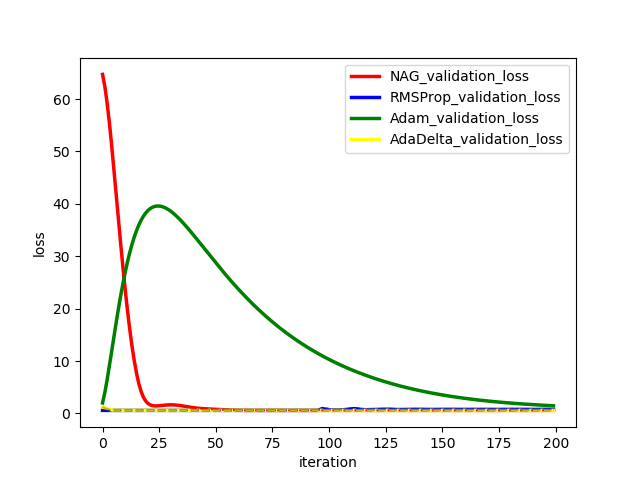 NAG_validation_loss
RMSProp_validation_loss
Adam_validation_loss
AdaDelta_validation_loss
60
50
40
30
20
10
0
loss
0 25 50 75 100 125 150 175 200
iteration